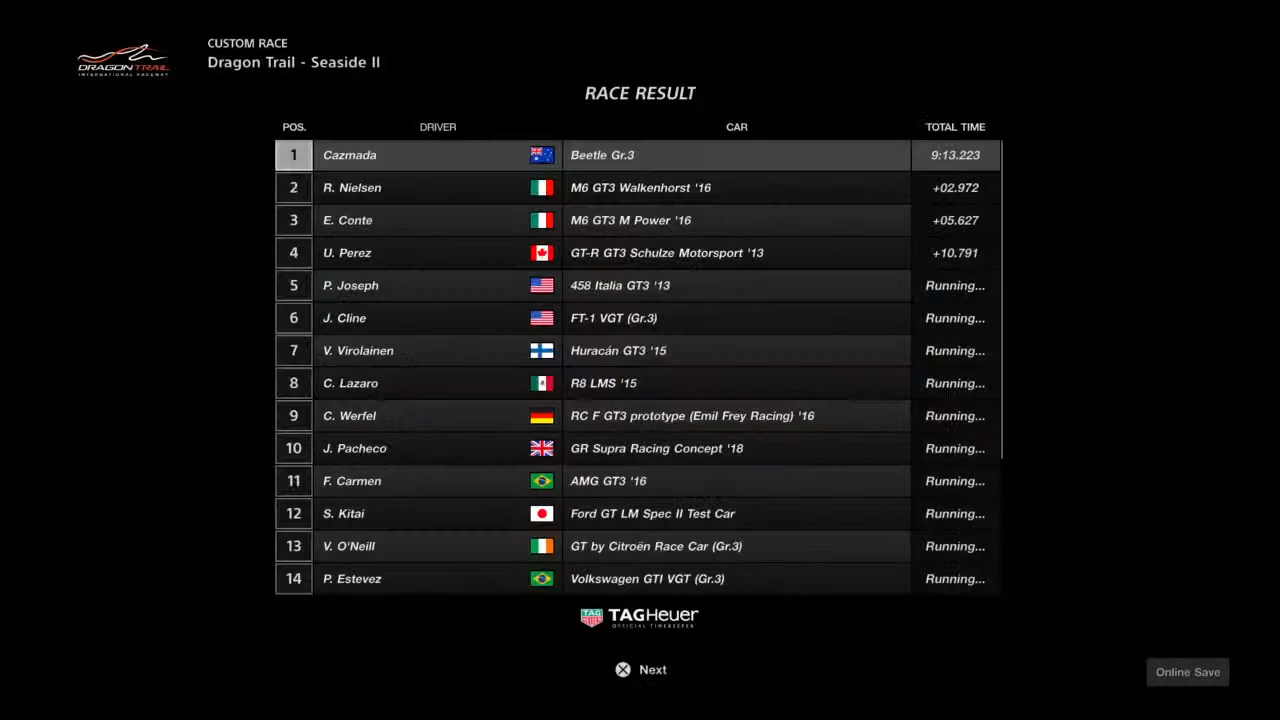 CUSTOM RACE
Dragon Trail - Seaside II
DRAGONTRAIL
INTERNATIONAL RACEWAY
RACE RESULT
POS. DRIVER CAR TOTAL TIME
1 Cazmada Beetle Gr.3 9:13.223
2 R. Nielsen M6 GT3 Walkenhorst '16 +02.972
3 E. Conte M6 GT3 M Power '16 +05.627
4 U. Perez GT-R GT3 Schulze Motorsport '13 +10.791
5 P. Joseph 458 Italia GT3 '13 Running...
6 J. Cline FT-1 VGT (Gr.3) Running...
7 V. Virolainen Huracán GT3 '15 Running...
8 C. Lazaro R8 LMS '15 Running...
9 C. Werfel RC F GT3 prototype (Emil Frey Racing) '16 Running...
10 J. Pacheco GR Supra Racing Concept '18 Running...
11 F. Carmen AMG GT3 '16 Running...
12 S. Kitai Ford GT LM Spec II Test Car Running...
13 V. O'Neill GT by Citroën Race Car (Gr.3) Running...
14 P. Estevez Volkswagen GTI VGT (Gr.3) Running...
TAG HEUER TAGHeuer
OFFICIAL TIMEKEEPER
Next
Online Save